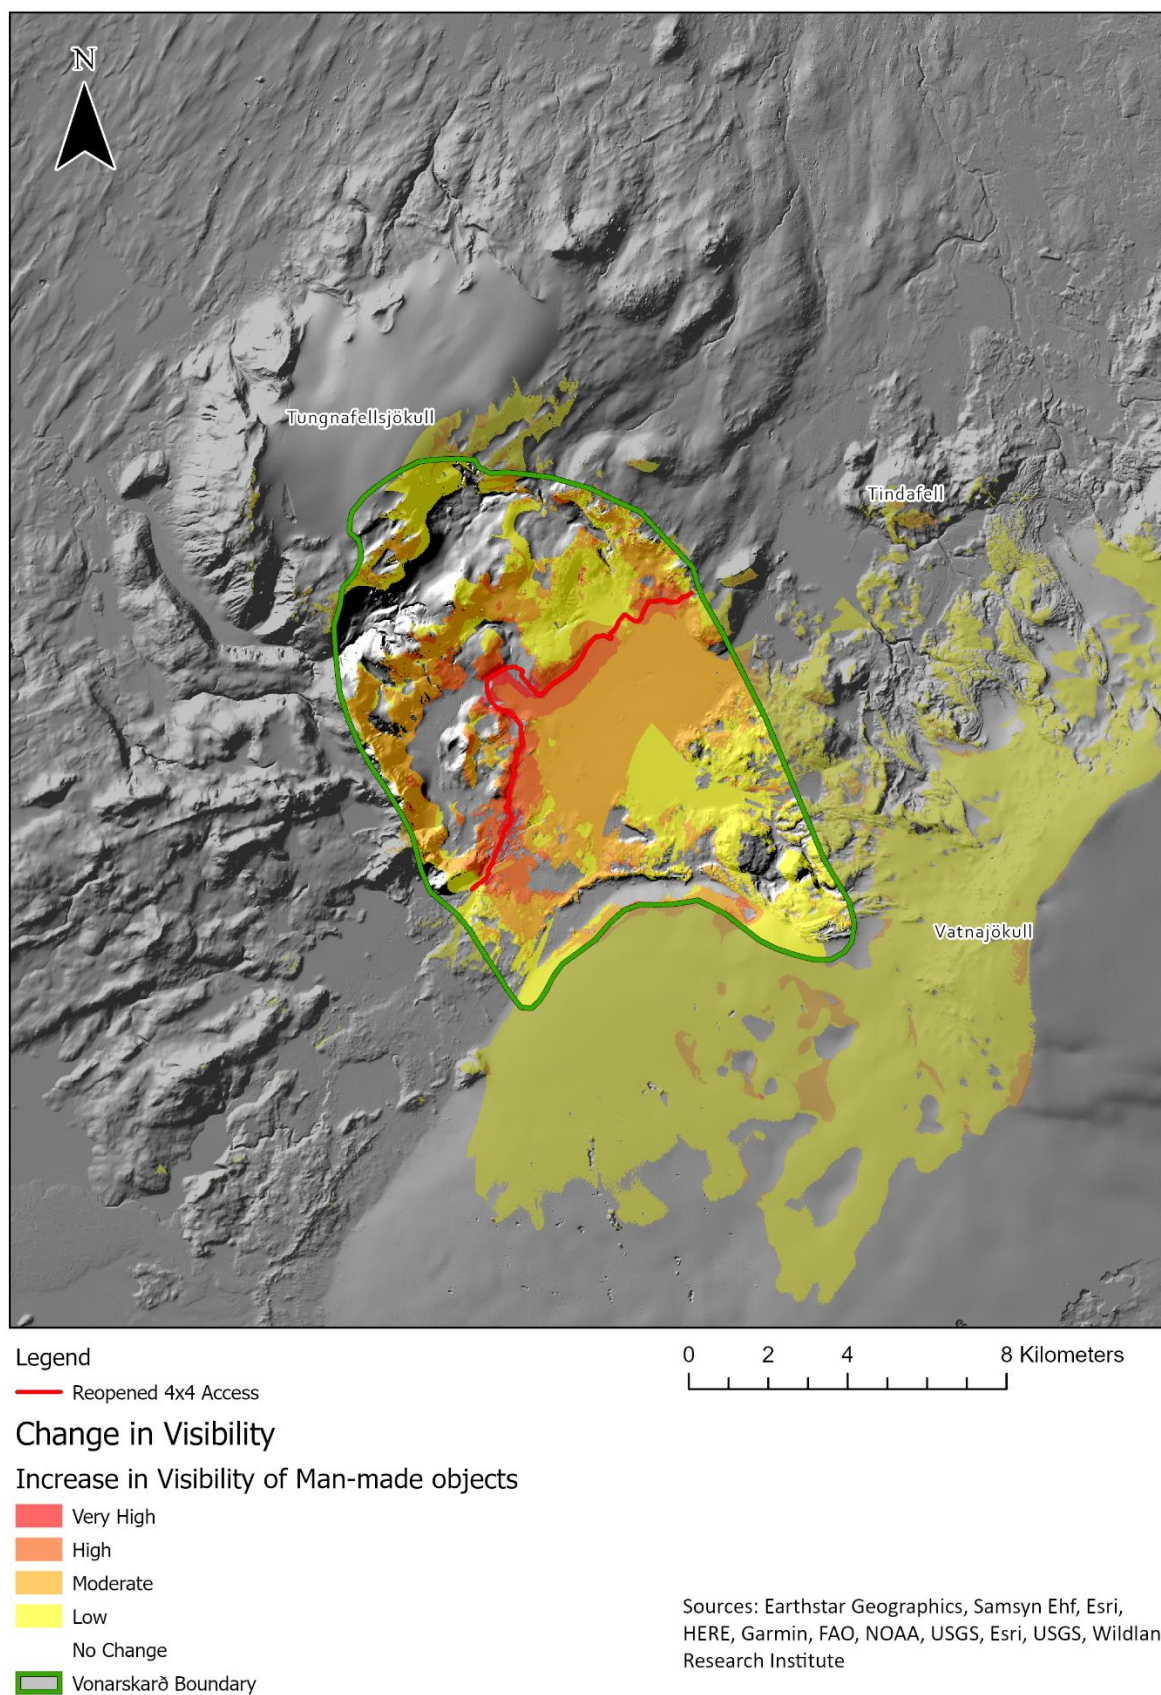 N
Tungnafellsjökull
Tindafell
Vatnajökull
Legend
Reopened 4x4 Access
0 2 4 8 Kilometers
Change in Visibility
Increase in Visibility of Man-made objects
Very High
High
Moderate
Low
No Change
Vonarskarð Boundary
Sources: Earthstar Geographics, Samsyn Ehf, Esri,
HERE, Garmin, FAO, NOAA, USGS, Esri, USGS, Wildlan
Research Institute